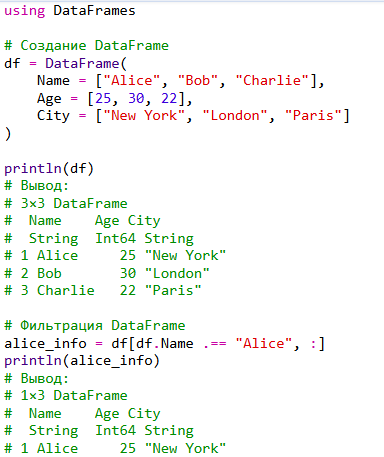 using DataFrames

# Создание DataFrame
df = DataFrame(
    Name = ["Alice", "Bob", "Charlie"],
    Age = [25, 30, 22],
    City = ["New York", "London", "Paris"]
)

println(df)
# Вывод:
# 3×3 DataFrame
#  Name    Age City
#  String  Int64 String
# 1 Alice     25 "New York"
# 2 Bob       30 "London"
# 3 Charlie   22 "Paris"

# Фильтрация DataFrame
alice_info = df[df.Name .== "Alice", :]
println(alice_info)
# Вывод:
# 1×3 DataFrame
#  Name    Age City
#  String  Int64 String
# 1 Alice     25 "New York"